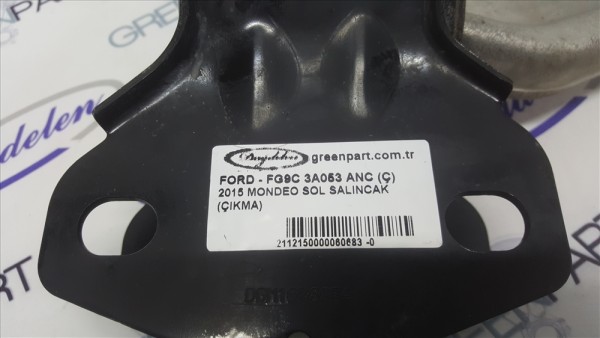 greenpart.com.tr
FORD - FG9C 3A053 ANC (Ç)
2015 MONDEO SOL SALINCAK
(ÇIKMA)
2112150000060683 -0